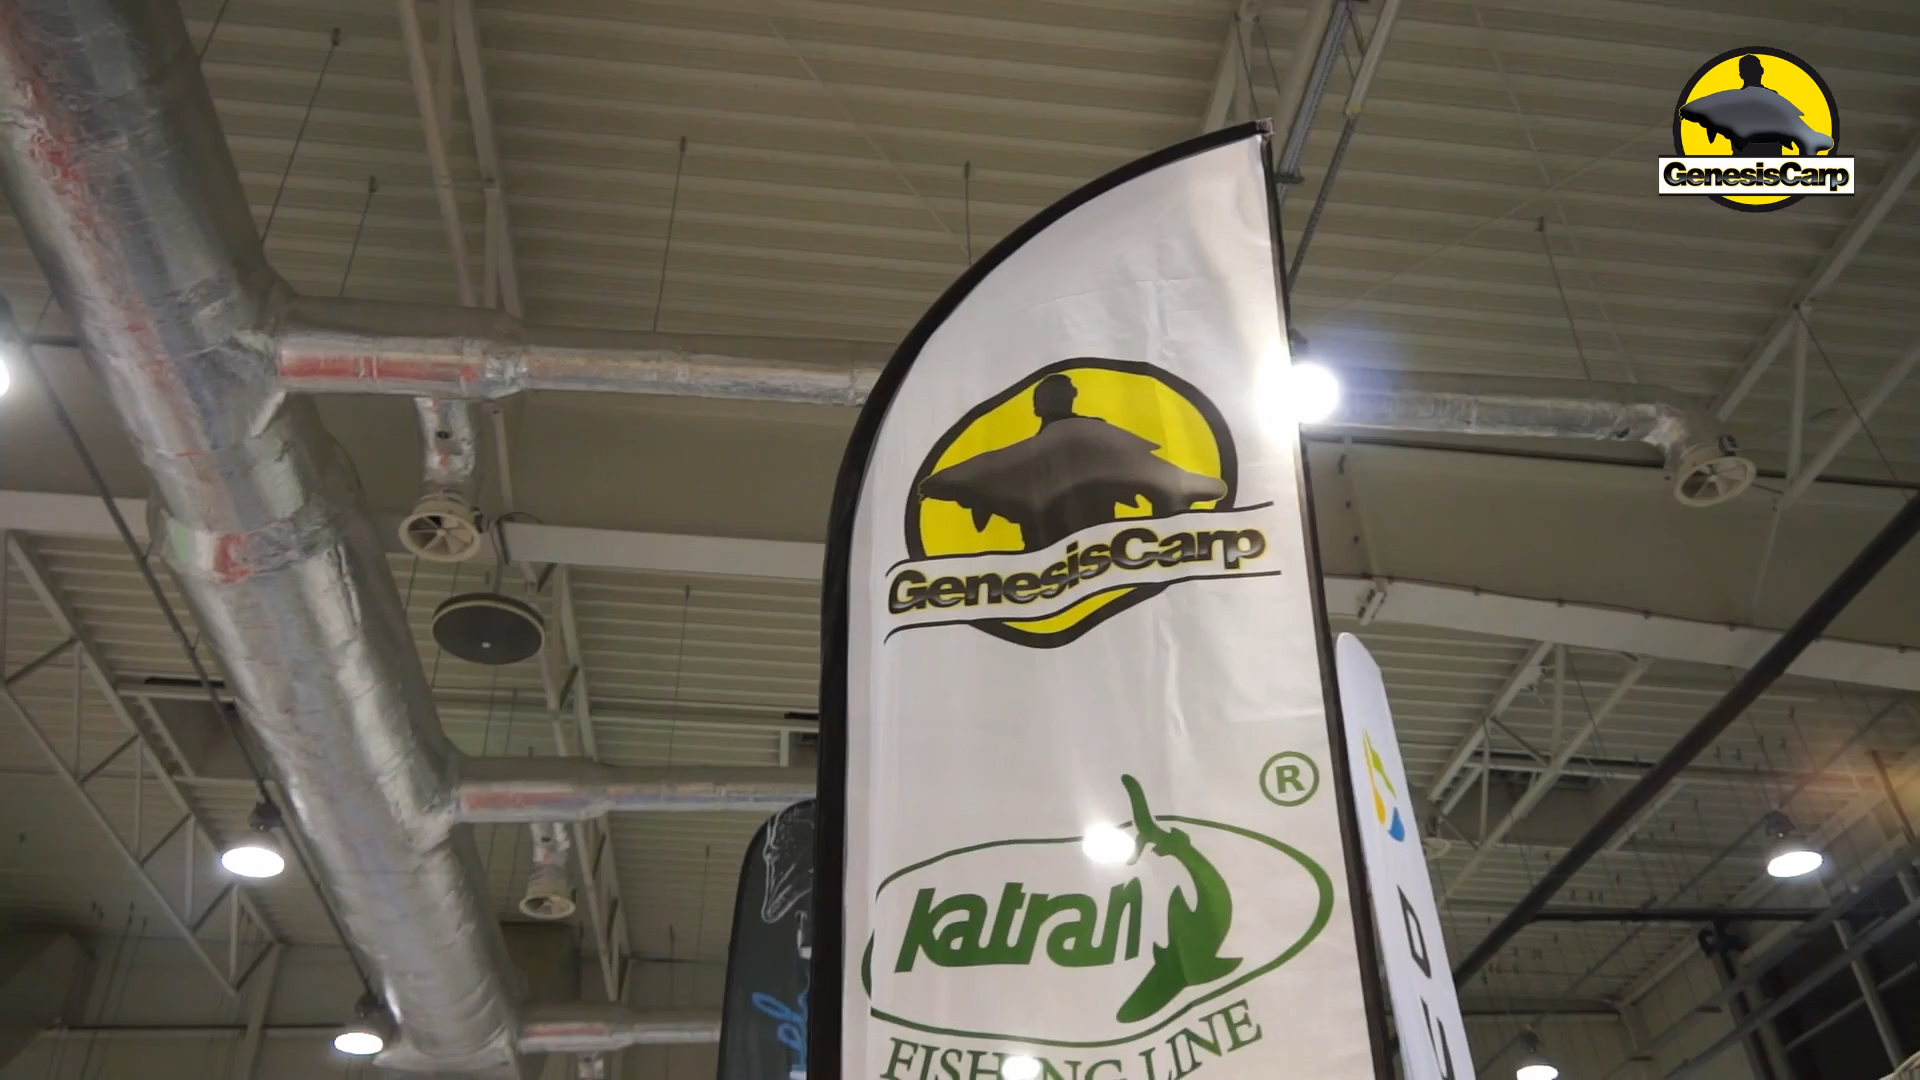 GenesisCarp
GenesisCarp
®
katran
FISHING LINE